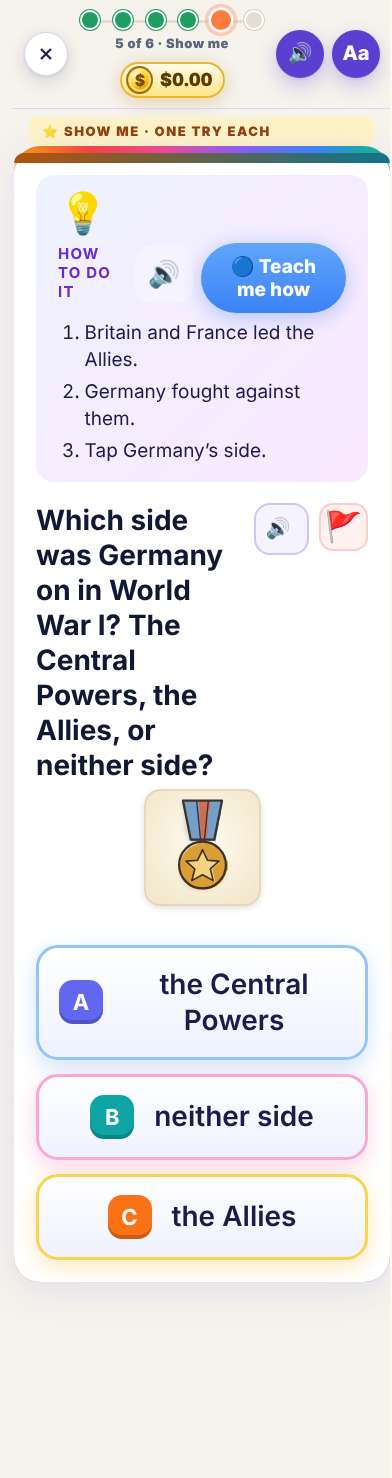 ×
5 of 6 · Show me
$ $0.00
Aa
⭐ SHOW ME · ONE TRY EACH
HOW
TO DO
IT
Teach
me how
1. Britain and France led the
Allies.
2. Germany fought against
them.
3. Tap Germany's side.
Which side
was Germany
on in World
War I? The
Central
Powers, the
Allies, or
neither side?
A the Central
Powers
B neither side
C the Allies